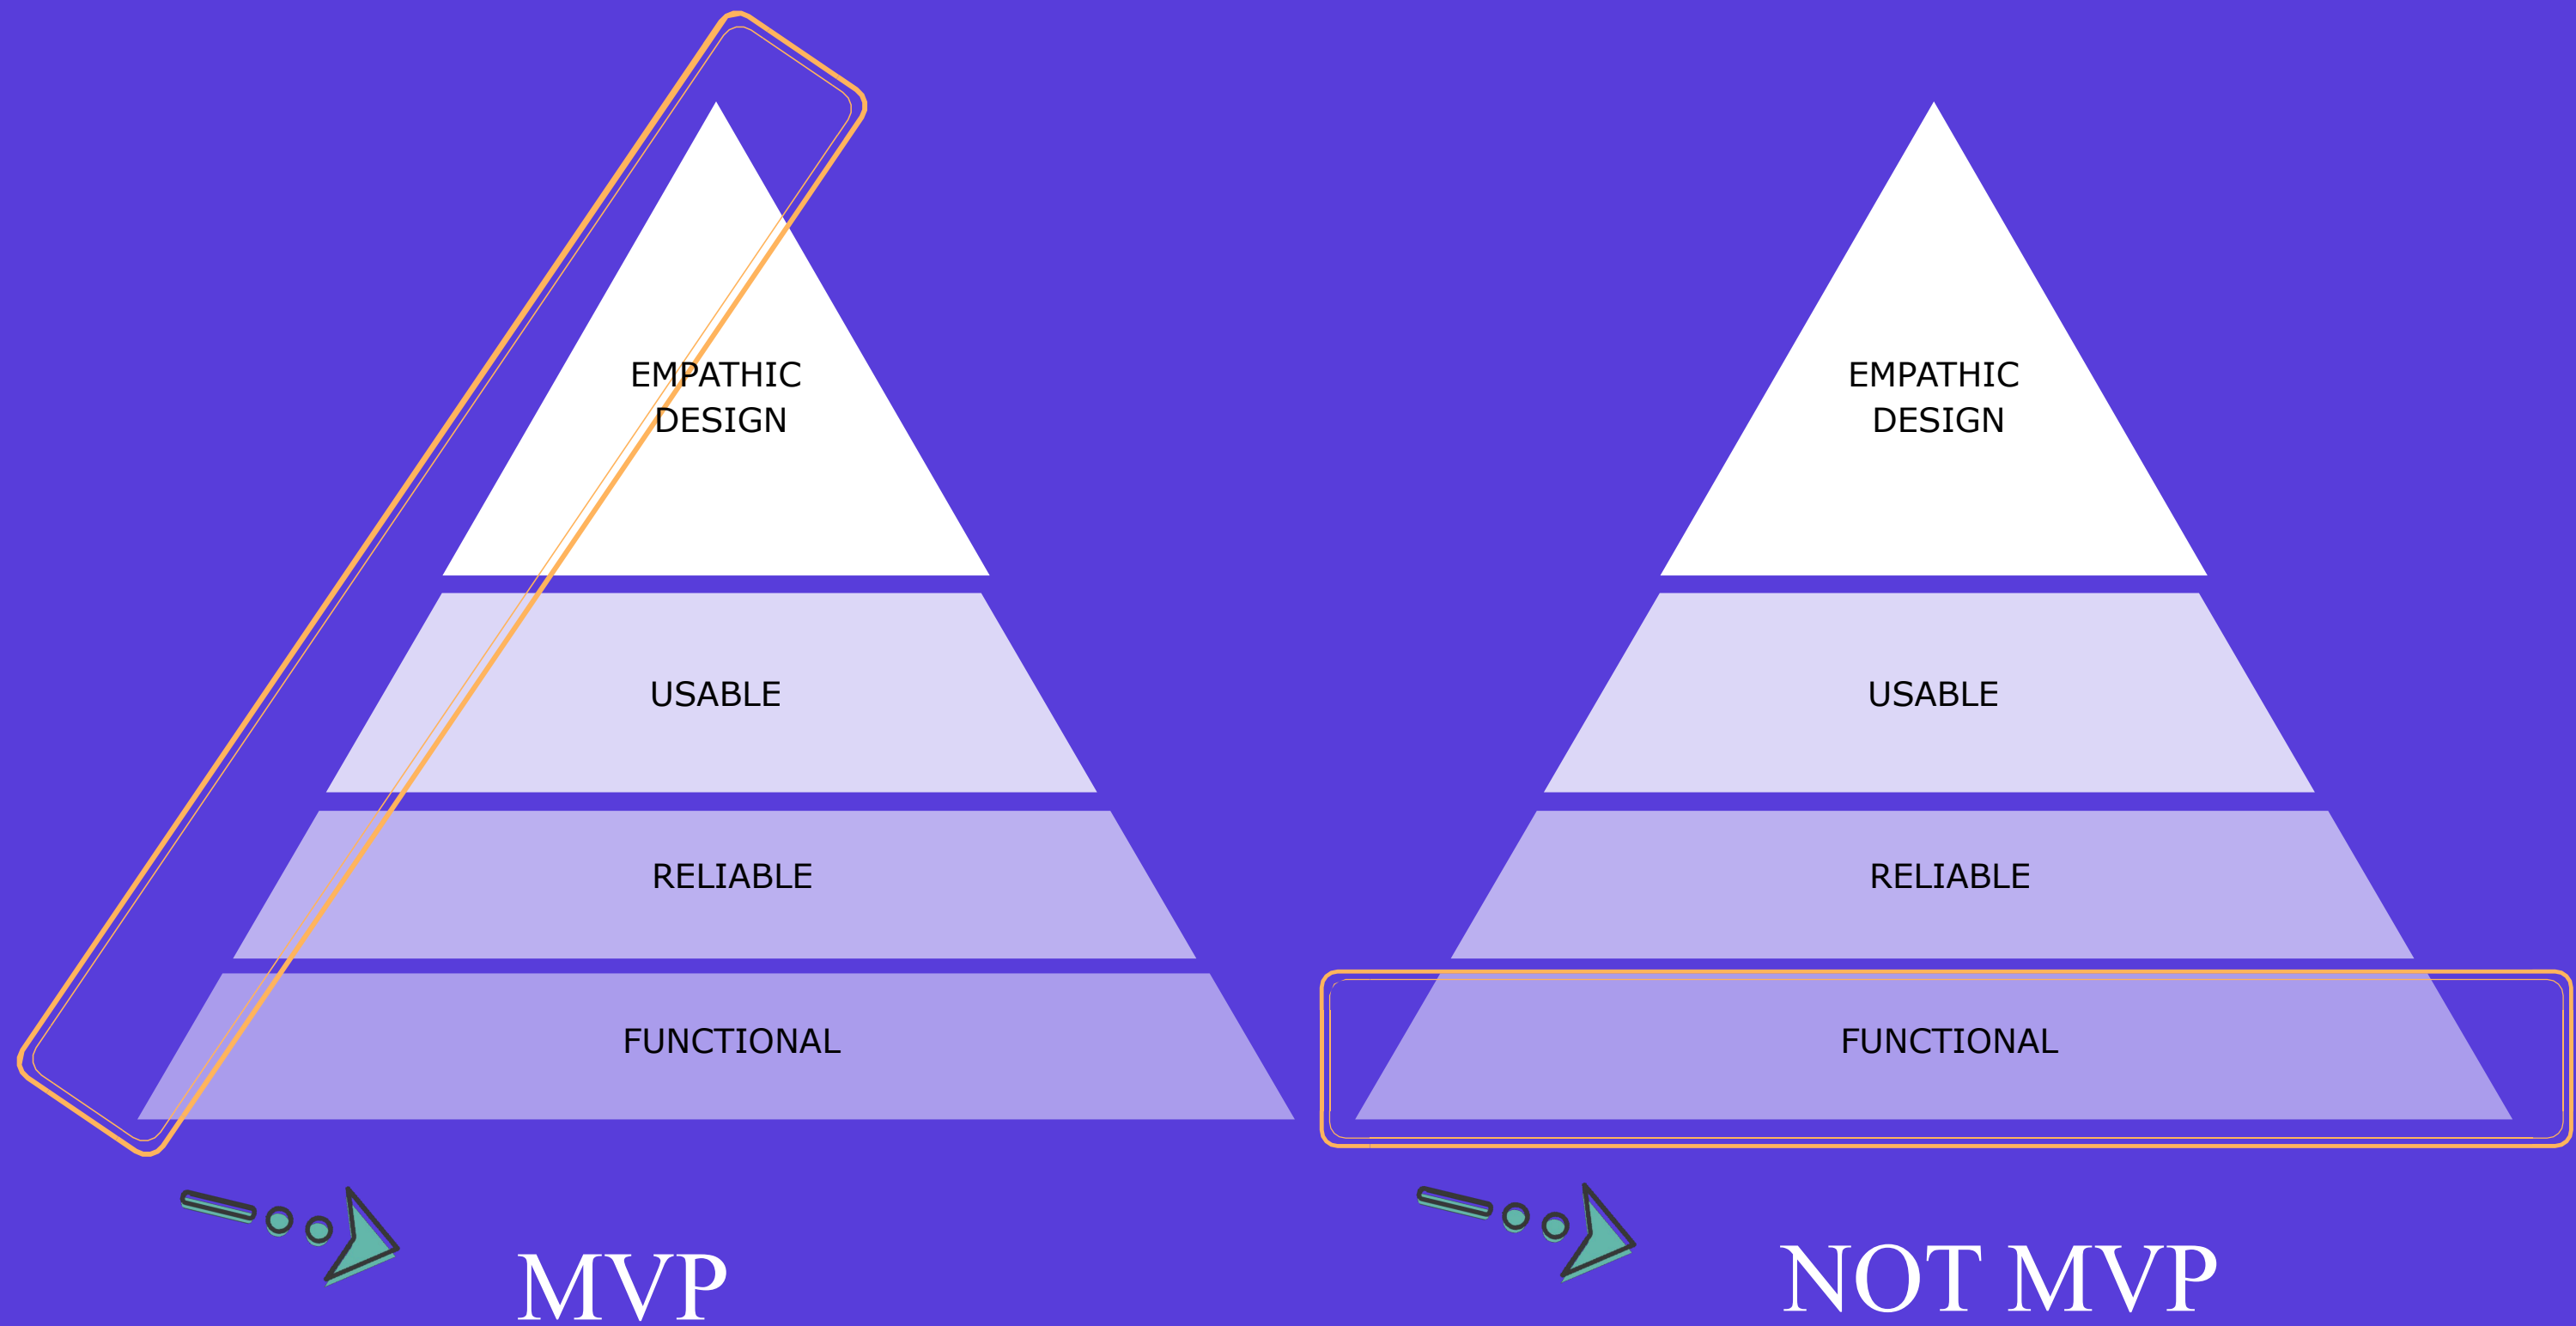 EMPATHIC
DESIGN
USABLE
RELIABLE
FUNCTIONAL
MVP
EMPATHIC
DESIGN
USABLE
RELIABLE
FUNCTIONAL
NOT MVP